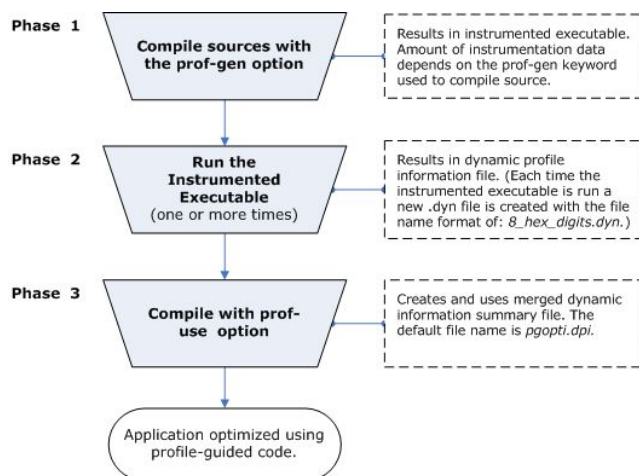 Phase 1
Compile sources with
the prof-gen option
Results in instrumented executable.
Amount of instrumentation data
depends on the prof-gen keyword
used to compile source.
Phase 2
Run the
Instrumented
Executable
(one or more times)
Results in dynamic profile
information file. (Each time the
instrumented executable is run a
new .dyn file is created with the file
name format of: 8_hex_digits.dyn.)
Phase 3
Compile with prof-
use option
Creates and uses merged dynamic
information summary file. The
default file name is pgopti.dpi.
Application optimized using
profile-guided code.